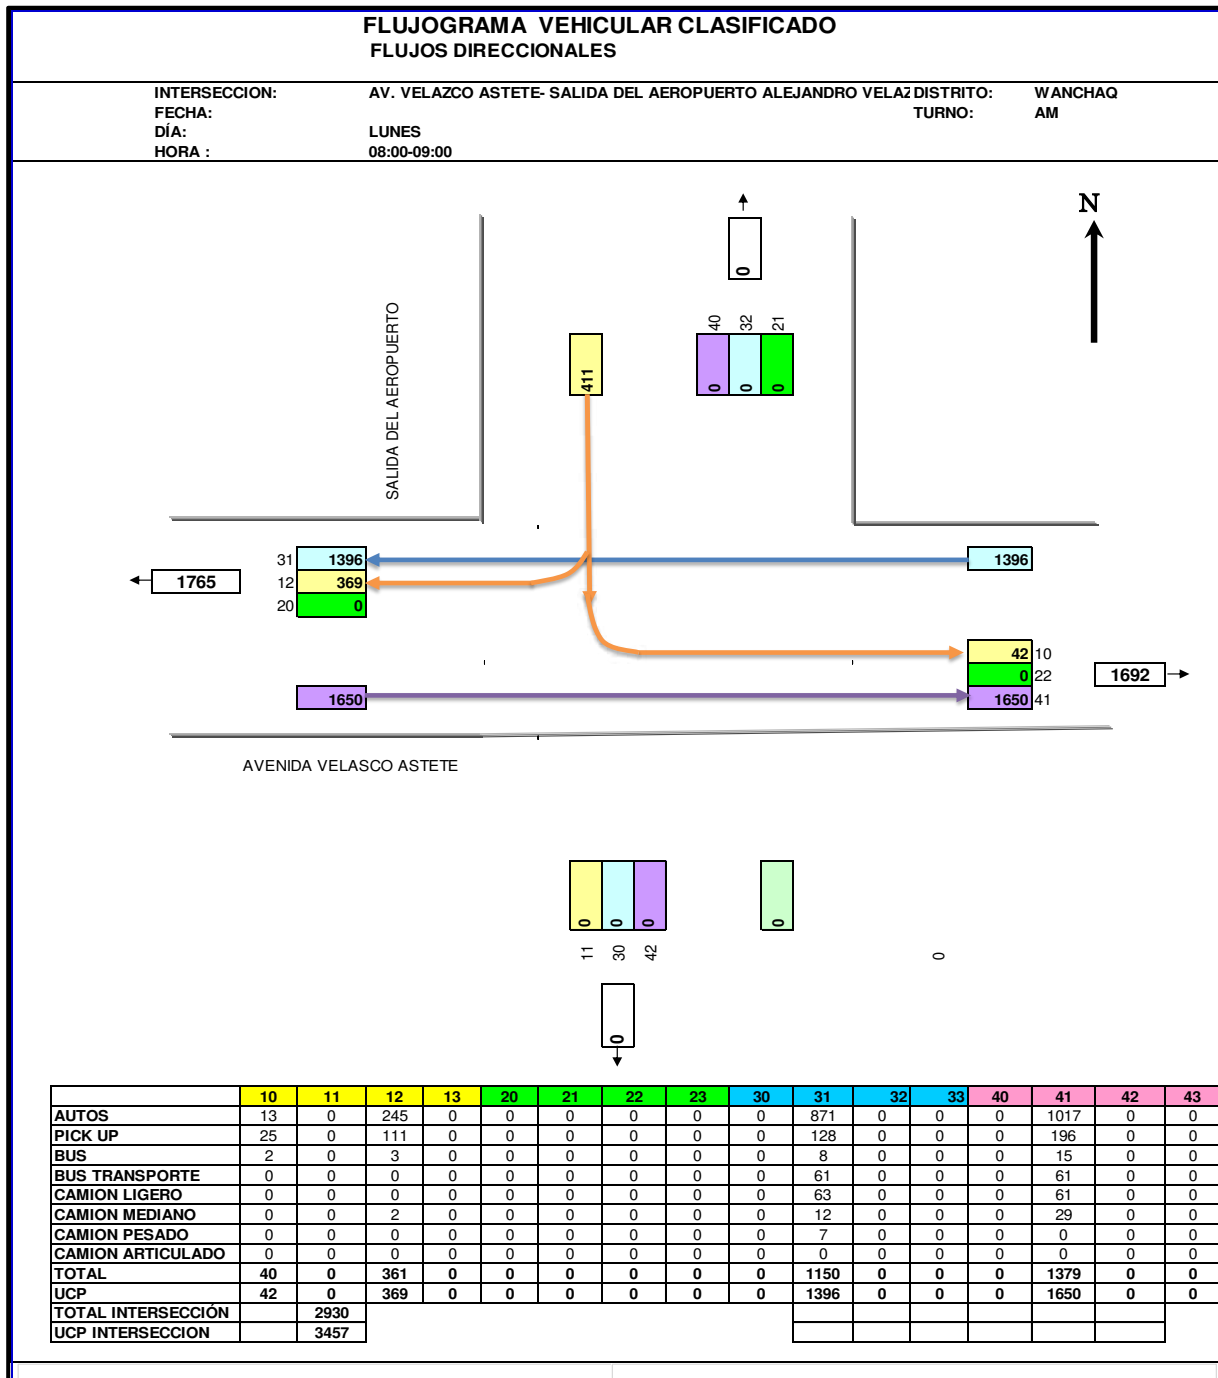 FLUJOGRAMA VEHICULAR CLASIFICADO
FLUJOS DIRECCIONALES
INTERSECCION: AV. VELAZCO ASTETE- SALIDA DEL AEROPUERTO ALEJANDRO VELAZ DISTRITO: WANCHAQ
FECHA: TURNO: AM
DÍA: LUNES
HORA : 08:00-09:00
N
0
40 32 21
411 0 0 0
SALIDA DEL AEROPUERTO
31 1396 1396
1765 12 369
20 0
42 10
0 22 1692
1650 1650 41
AVENIDA VELASCO ASTETE
0 0 0 0
11 30 42 0
0
10 11 12 13 20 21 22 23 30 31 32 33 40 41 42 43
AUTOS 13 0 245 0 0 0 0 0 0 871 0 0 0 1017 0 0
PICK UP 25 0 111 0 0 0 0 0 0 128 0 0 0 196 0 0
BUS 2 0 3 0 0 0 0 0 0 8 0 0 0 15 0 0
BUS TRANSPORTE 0 0 0 0 0 0 0 0 0 61 0 0 0 61 0 0
CAMION LIGERO 0 0 0 0 0 0 0 0 0 63 0 0 0 61 0 0
CAMION MEDIANO 0 0 2 0 0 0 0 0 0 12 0 0 0 29 0 0
CAMION PESADO 0 0 0 0 0 0 0 0 0 7 0 0 0 0 0 0
CAMION ARTICULADO 0 0 0 0 0 0 0 0 0 0 0 0 0 0 0 0
TOTAL 40 0 361 0 0 0 0 0 0 1150 0 0 0 1379 0 0
UCP 42 0 369 0 0 0 0 0 0 1396 0 0 0 1650 0 0
TOTAL INTERSECCIÓN 2930
UCP INTERSECCION 3457